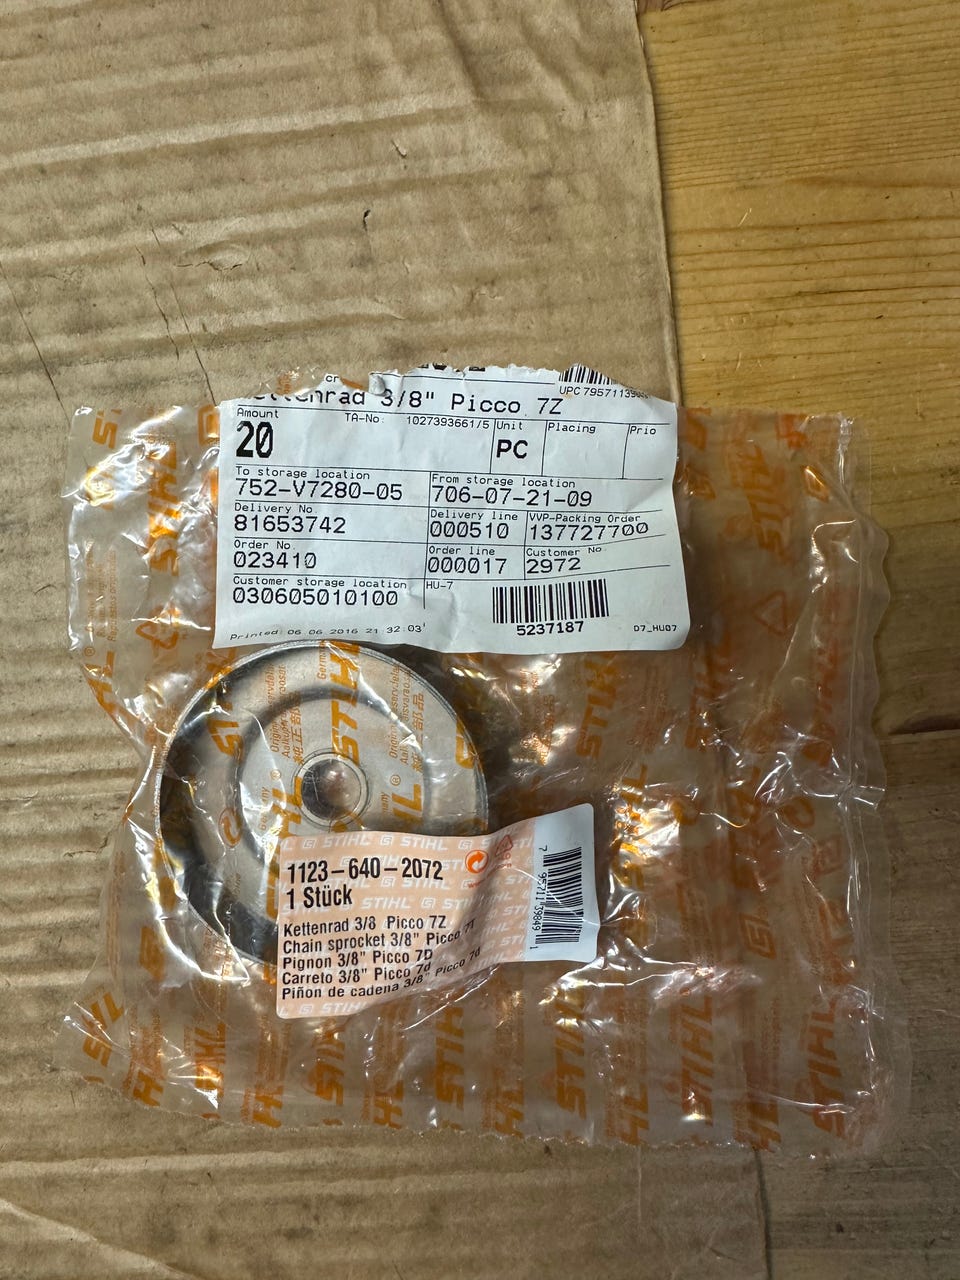 3/8" Picco 7Z
UPC 79571139
Amount
20
TA-No: 1027393661/5
Unit
PC
Placing
Prio
To storage location
752-V7280-05
From storage location
706-07-21-09
Delivery No
81653742
Delivery line
000510
VVP-Packing Order
137727700
Order No.
023410
Order line
000017
Customer No.
2972
Customer storage location
030605010100
HU-7
5237187
Printed: 06.06.2016 21:32:03
D7_HU07
STIHL
1123-640-2072
1 Stück
Kettenrad 3/8 Picco 7Z
Chain sprocket 3/8" Picco 7T
Pignon 3/8" Picco 7D
Carreto 3/8" Picco 7d
Piñon de cadena 3/8" Picco 7d
7 95711 39849 1